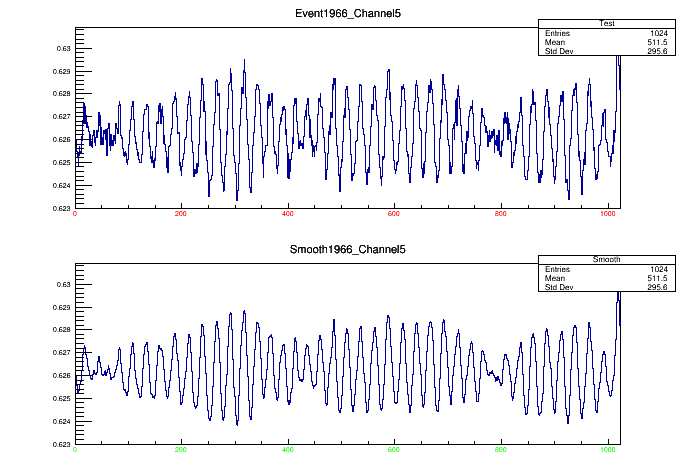 Event1966_Channel5
Test
Entries 1024
Mean 511.5
Std Dev 295.6
0.63
0.629
0.628
0.627
0.626
0.625
0.624
0.623
0 200 400 600 800 1000
Smooth1966_Channel5
Smooth
Entries 1024
Mean 511.5
Std Dev 295.6
0.63
0.629
0.628
0.627
0.626
0.625
0.624
0.623
0 200 400 600 800 1000